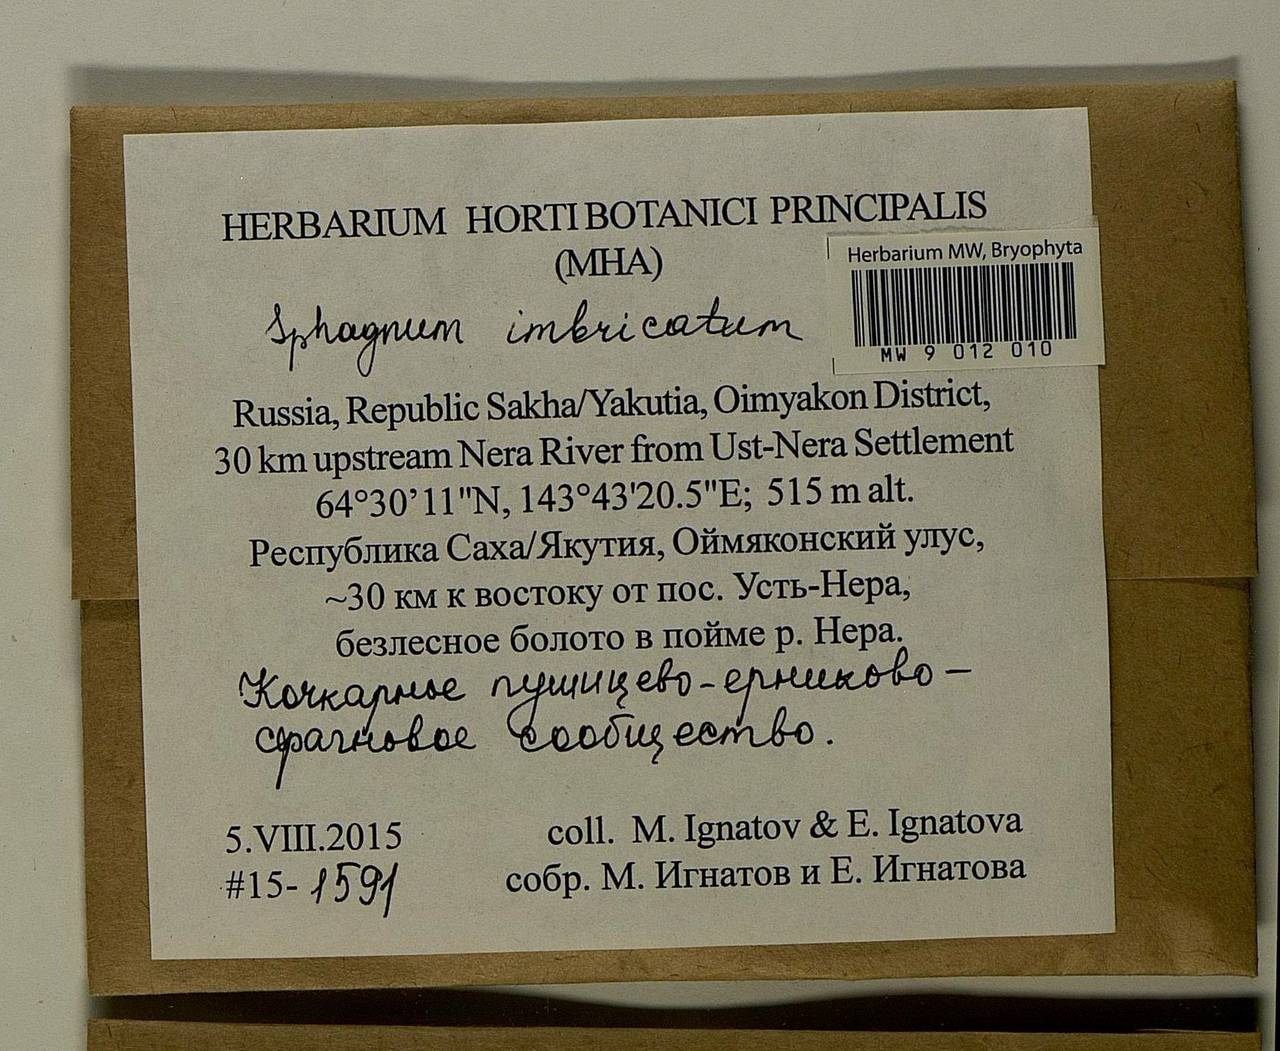 HERBARIUM HORTI BOTANICI PRINCIPALIS
(MHA)
Herbarium MW, Bryophyta
MW 9 012 010
Sphagnum imbricatum
Russia, Republic Sakha/Yakutia, Oimyakon District,
30 km upstream Nera River from Ust-Nera Settlement
64°30’11"N, 143°43'20.5"E; 515 m alt.
Республика Саха/Якутия, Оймяконский улус,
~30 км к востоку от пос. Усть-Нера,
безлесное болото в пойме р. Нера.
Кочкарное пушицево-ерниково-
сфагновое сообщество.
5.VIII.2015 coll. M. Ignatov & E. Ignatova
#15-1591 собр. М. Игнатов и Е. Игнатова